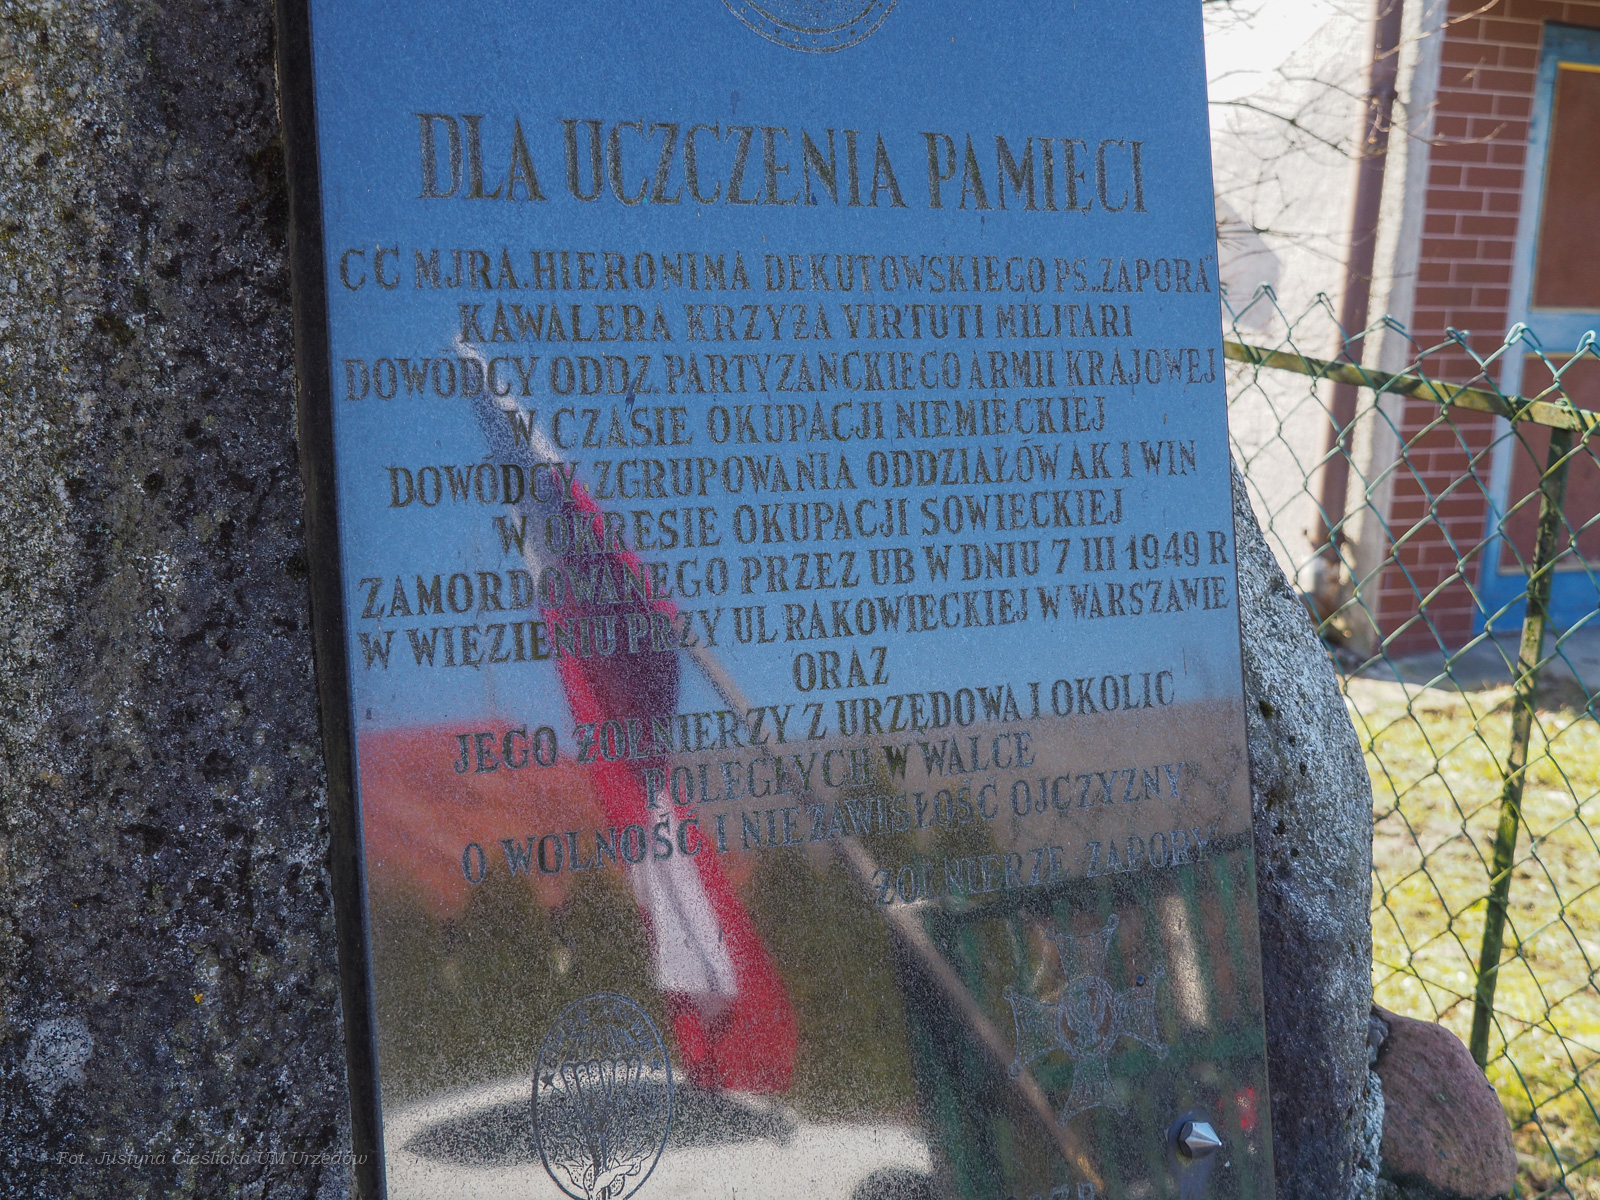 DLA UCZCZENIA PAMIĘCI
CC MJRA.HIERONIMA DEKUTOWSKIEGO PS.„ZAPORA”
KAWALERA KRZYŻA VIRTUTI MILITARI
DOWÓDCY ODDZ.PARTYZANCKIEGO ARMII KRAJOWEJ
W CZASIE OKUPACJI NIEMIECKIEJ
DOWÓDCY ZGRUPOWANIA ODDZIAŁÓW AK I WIN
W OKRESIE OKUPACJI SOWIECKIEJ
ZAMORDOWANEGO PRZEZ UB W DNIU 7 III 1949 R
W WIĘZIENIU PRZY UL RAKOWIECKIEJ W WARSZAWIE
ORAZ
JEGO ŻOŁNIERZY Z URZĘDOWA I OKOLIC
POLEGŁYCH W WALCE
O WOLNOŚĆ I NIEZAWISŁOŚĆ OJCZYZNY
ŻOŁNIERZE „ZAPORY”
Fot. Justyna Cieślicka UM Urzędów